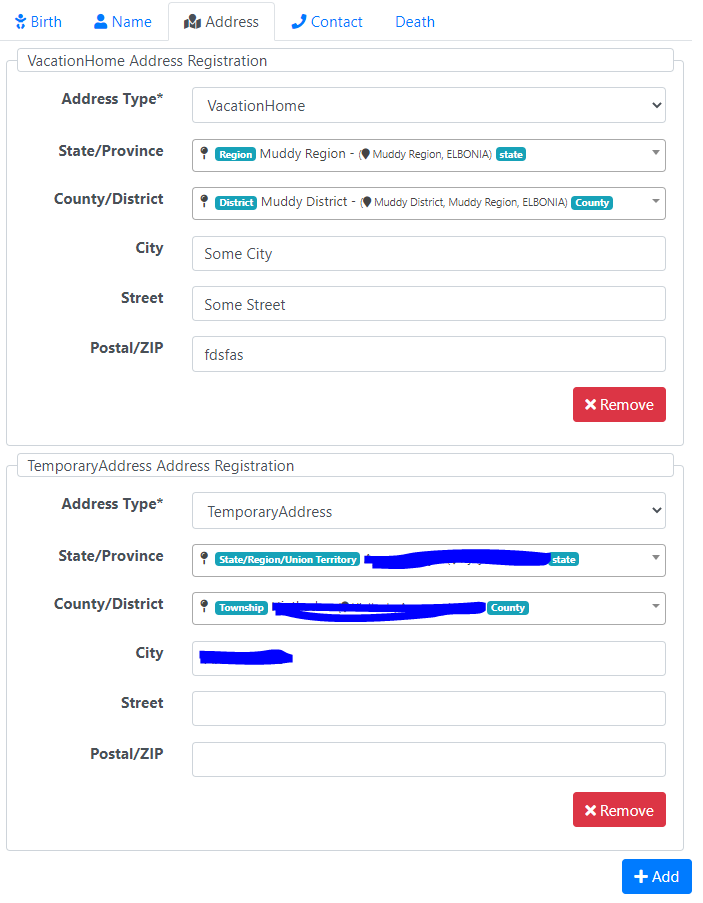 Birth Name Address Contact Death
VacationHome Address Registration
Address Type* VacationHome
State/Province Region Muddy Region - (Muddy Region, ELBONIA) state
County/District District Muddy District - (Muddy District, Muddy Region, ELBONIA) County
City Some City
Street Some Street
Postal/ZIP fdsfas
Remove
TemporaryAddress Address Registration
Address Type* TemporaryAddress
State/Province State/Region/Union Territory state
County/District Township County
City
Street
Postal/ZIP
Remove
Add